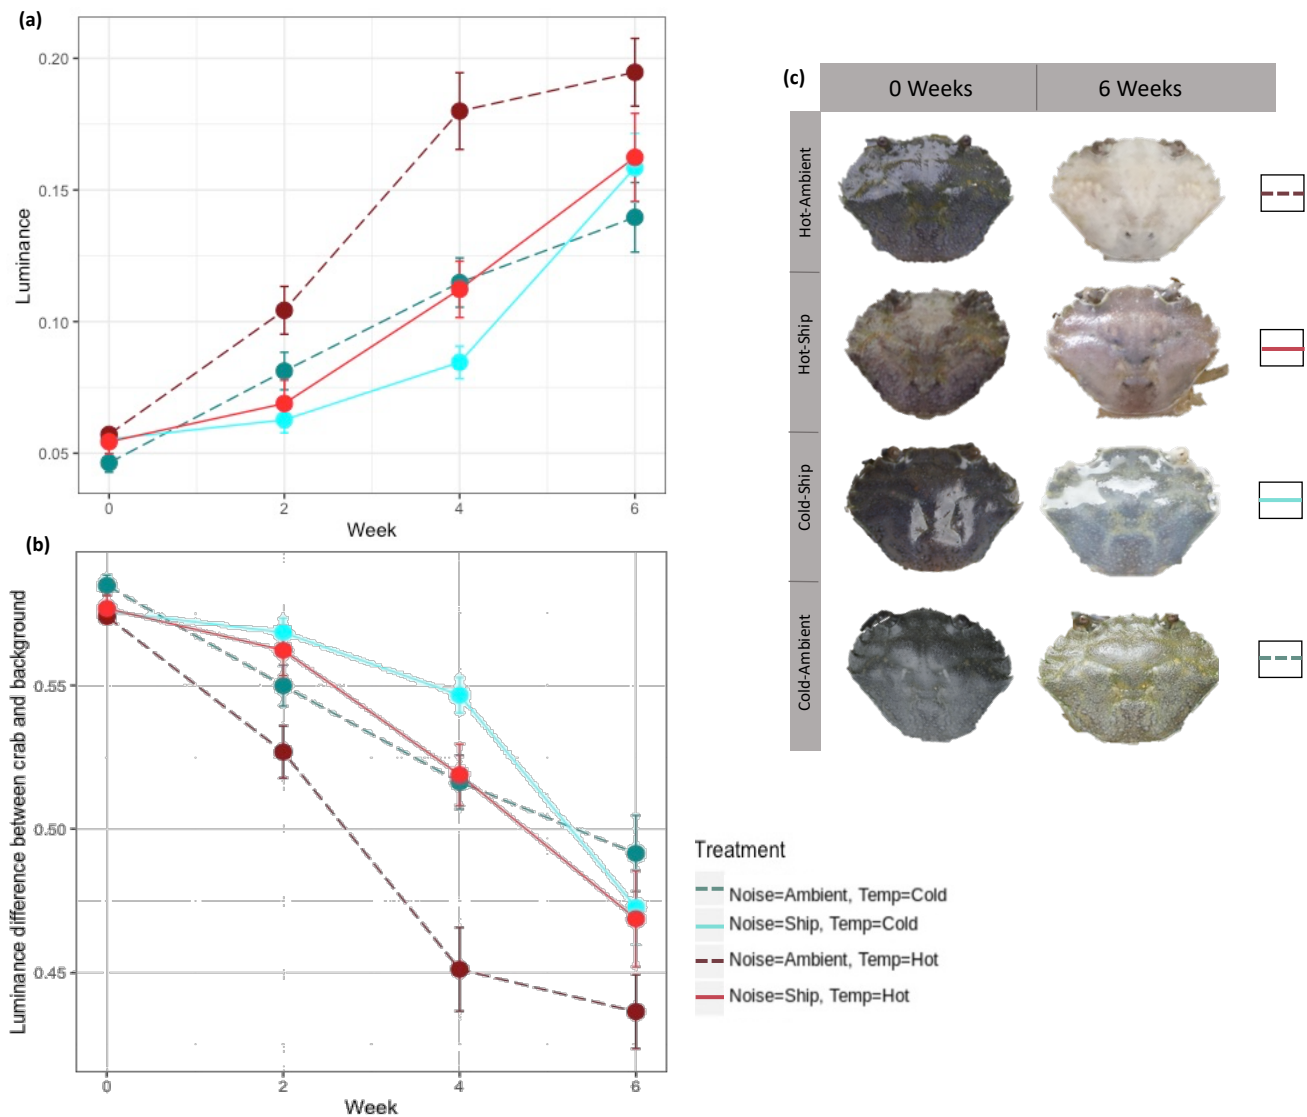 (a)
0.20
0.15
0.10
0.05
Luminance
0 2 4 6
Week
(b)
0.55
0.50
0.45
Luminance difference between crab and background
0 2 4 6
Week
(c)
0 Weeks 6 Weeks
Hot-Ambient
Hot-Ship
Cold-Ship
Cold-Ambient
Treatment
Noise=Ambient, Temp=Cold
Noise=Ship, Temp=Cold
Noise=Ambient, Temp=Hot
Noise=Ship, Temp=Hot